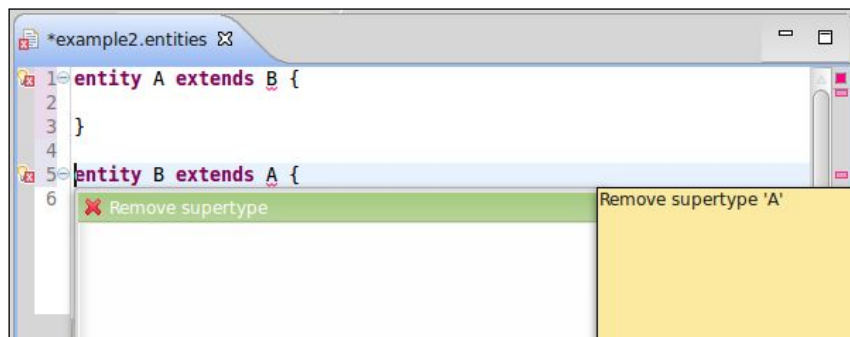 *example2.entities
1 entity A extends B {
2
3 }
4
5 entity B extends A {
6
Remove supertype
Remove supertype 'A'